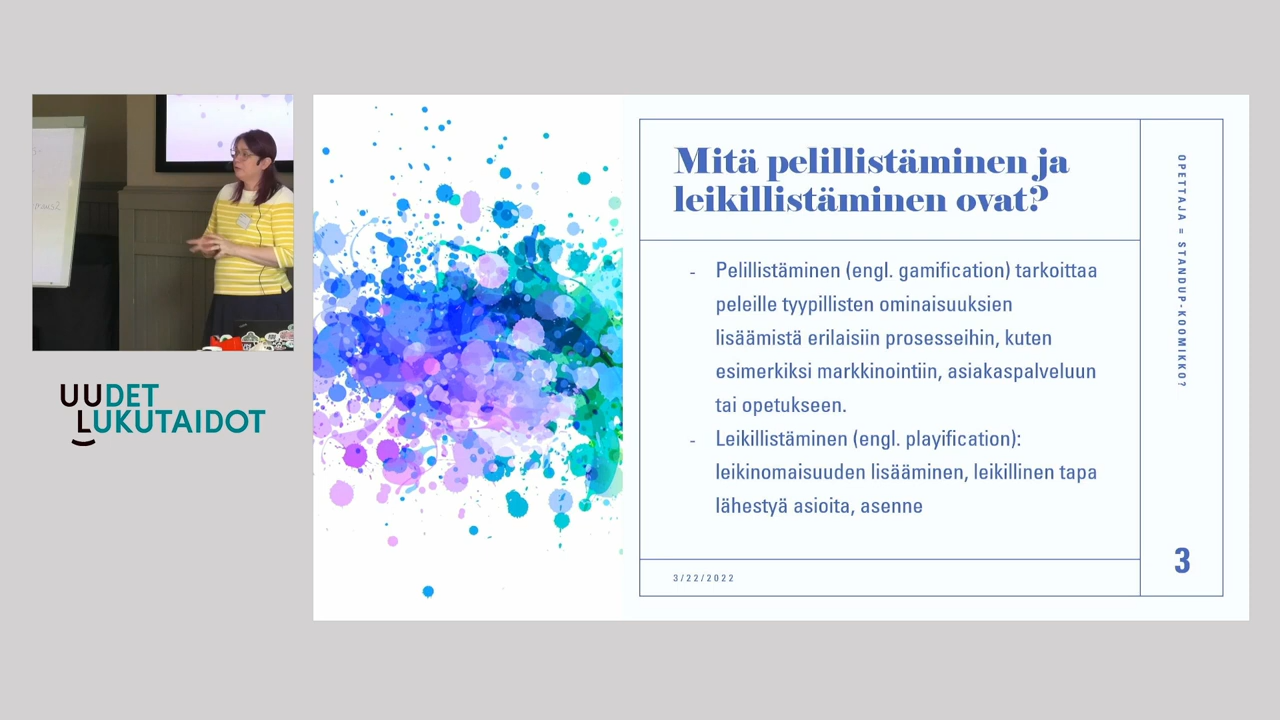 UUDET
LUKUTAIDOT
Mitä pelillistäminen ja
leikillistäminen ovat?
- Pelillistäminen (engl. gamification) tarkoittaa
peleille tyypillisten ominaisuuksien
lisäämistä erilaisiin prosesseihin, kuten
esimerkiksi markkinointiin, asiakaspalveluun
tai opetukseen.
- Leikillistäminen (engl. playification):
leikinomaisuuden lisääminen, leikillinen tapa
lähestyä asioita, asenne
3/22/2022
OPETTAJA = STANDUP-KOOMIKKO?
3